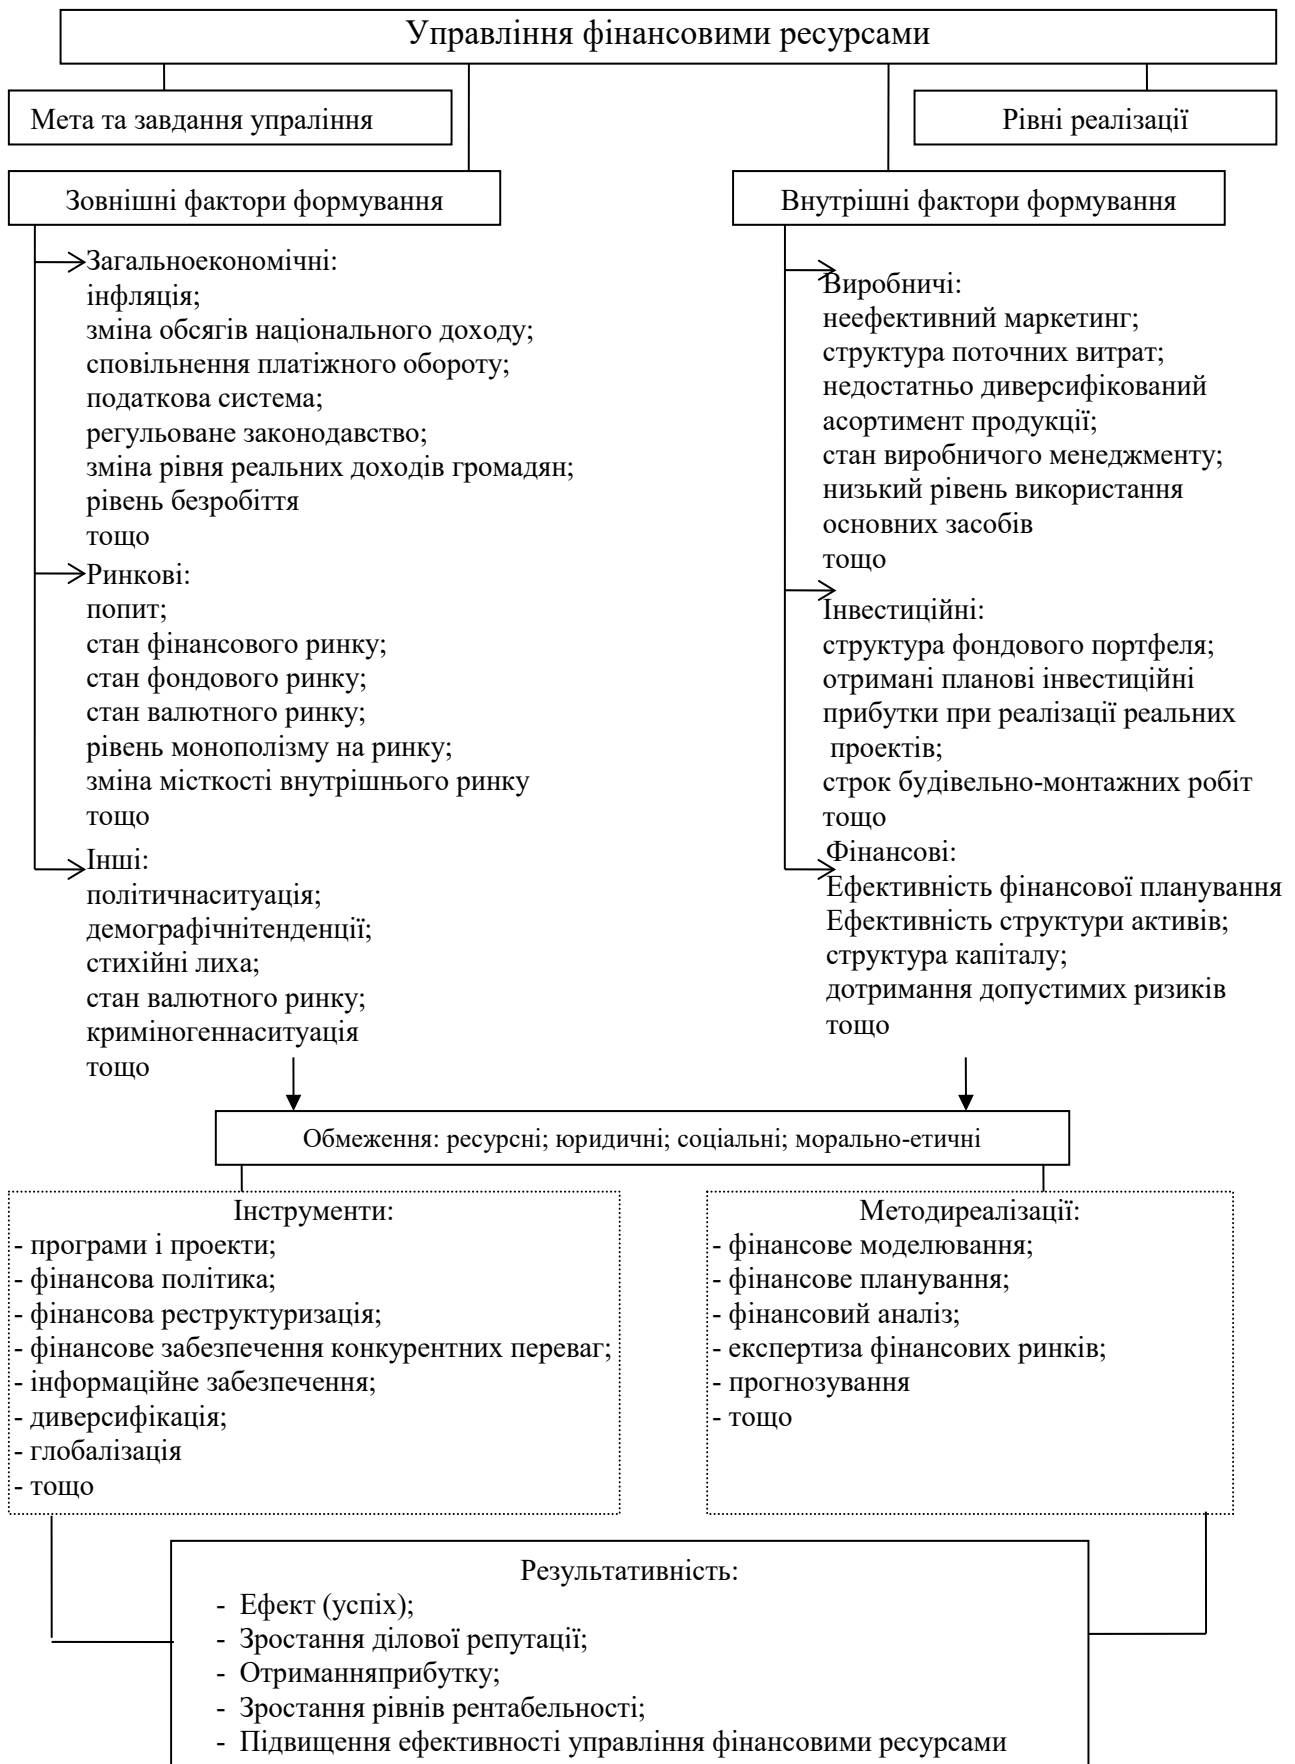 Управління фінансовими ресурсами
Мета та завдання упраління
Рівні реалізації
Зовнішні фактори формування
Внутрішні фактори формування
Загальноекономічні:
інфляція;
зміна обсягів національного доходу;
сповільнення платіжного обороту;
податкова система;
регульоване законодавство;
зміна рівня реальних доходів громадян;
рівень безробіття
тощо
Ринкові:
попит;
стан фінансового ринку;
стан фондового ринку;
стан валютного ринку;
рівень монополізму на ринку;
зміна місткості внутрішнього ринку
тощо
Інші:
політичнаситуація;
демографічнітенденції;
стихійні лиха;
стан валютного ринку;
криміногеннаситуація
тощо
Виробничі:
неефективний маркетинг;
структура поточних витрат;
недостатньо диверсифікований
асортимент продукції;
стан виробничого менеджменту;
низький рівень використання
основних засобів
тощо
Інвестиційні:
структура фондового портфеля;
отримані планові інвестиційні
прибутки при реалізації реальних
проектів;
строк будівельно-монтажних робіт
тощо
Фінансові:
Ефективність фінансової планування
Ефективність структури активів;
структура капіталу;
дотримання допустимих ризиків
тощо
Обмеження: ресурсні; юридичні; соціальні; морально-етичні
Інструменти:
- програми і проекти;
- фінансова політика;
- фінансова реструктуризація;
- фінансове забезпечення конкурентних переваг;
- інформаційне забезпечення;
- диверсифікація;
- глобалізація
- тощо
Методиреалізації:
- фінансове моделювання;
- фінансове планування;
- фінансовий аналіз;
- експертиза фінансових ринків;
- прогнозування
- тощо
Результативність:
- Ефект (успіх);
- Зростання ділової репутації;
- Отриманняприбутку;
- Зростання рівнів рентабельності;
- Підвищення ефективності управління фінансовими ресурсами